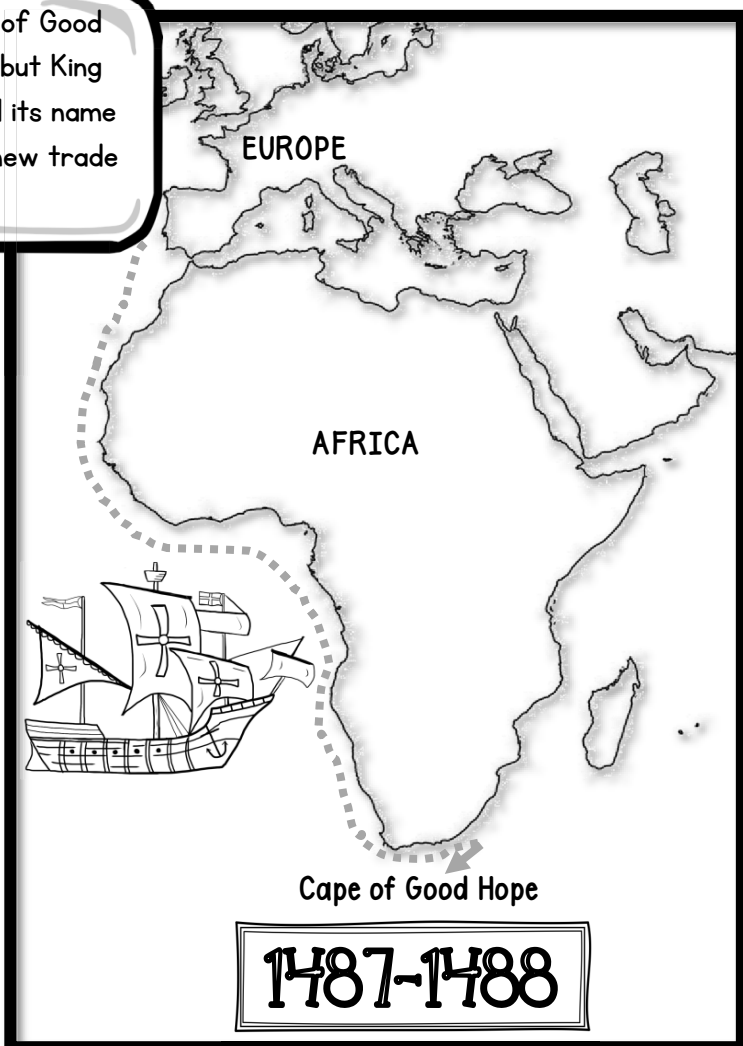 of Good
but King
its name
new trade
EUROPE
AFRICA
Cape of Good Hope
1487-1488